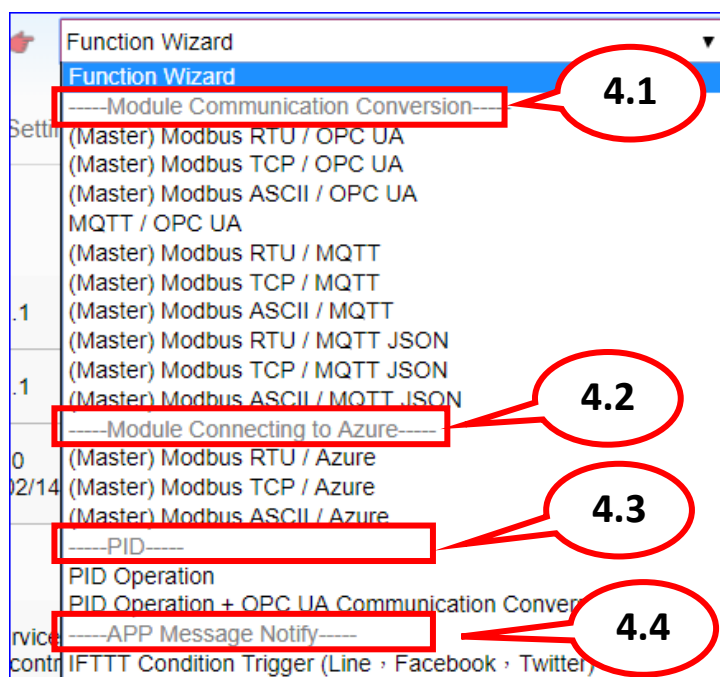 Function Wizard
Function Wizard
-----Module Communication Conversion-----
4.1
(Master) Modbus RTU / OPC UA
(Master) Modbus TCP / OPC UA
(Master) Modbus ASCII / OPC UA
MQTT / OPC UA
(Master) Modbus RTU / MQTT
(Master) Modbus TCP / MQTT
.1
(Master) Modbus ASCII / MQTT
(Master) Modbus RTU / MQTT JSON
(Master) Modbus TCP / MQTT JSON
.1
(Master) Modbus ASCII / MQTT JSON
4.2
-----Module Connecting to Azure-----
0
(Master) Modbus RTU / Azure
02/14
(Master) Modbus TCP / Azure
(Master) Modbus ASCII / Azure
4.3
-----PID-----
PID Operation
PID Operation + OPC UA Communication Conver
4.4
rvice
-----APP Message Notify-----
contr
IFTTT Condition Trigger (Line，Facebook，Twitter)